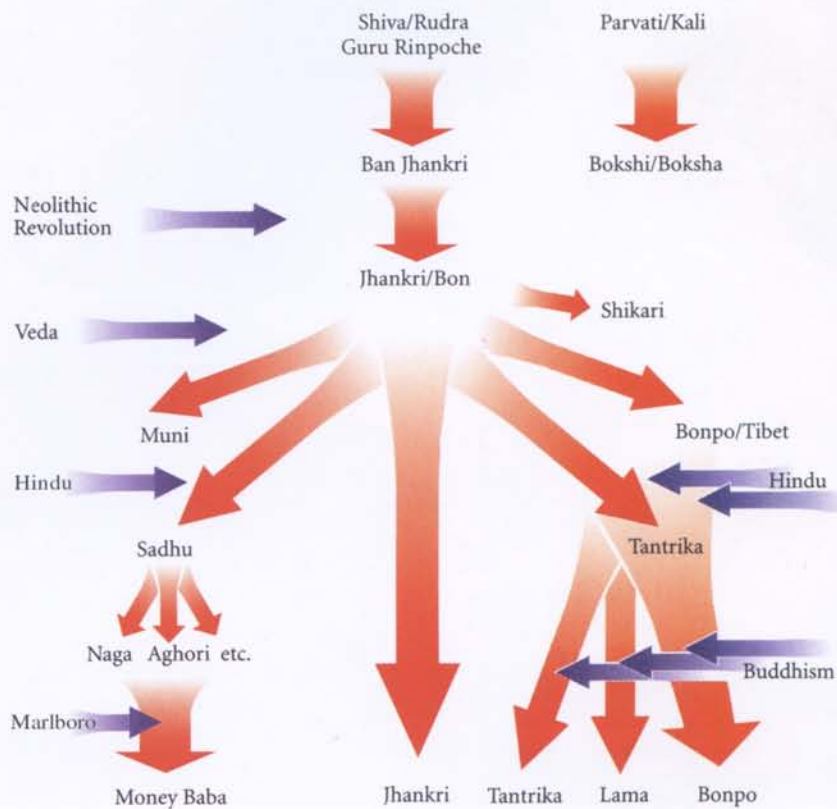 Shiva/Rudra
Guru Rinpoche
Parvati/Kali
Ban Jhankri
Bokshi/Boksha
Neolithic
Revolution
Jhankri/Bon
Shikari
Veda
Muni
Bonpo/Tibet
Hindu
Hindu
Sadhu
Tantrika
Naga Aghori etc.
Buddhism
Marlboro
Money Baba
Jhankri
Tantrika
Lama
Bonpo